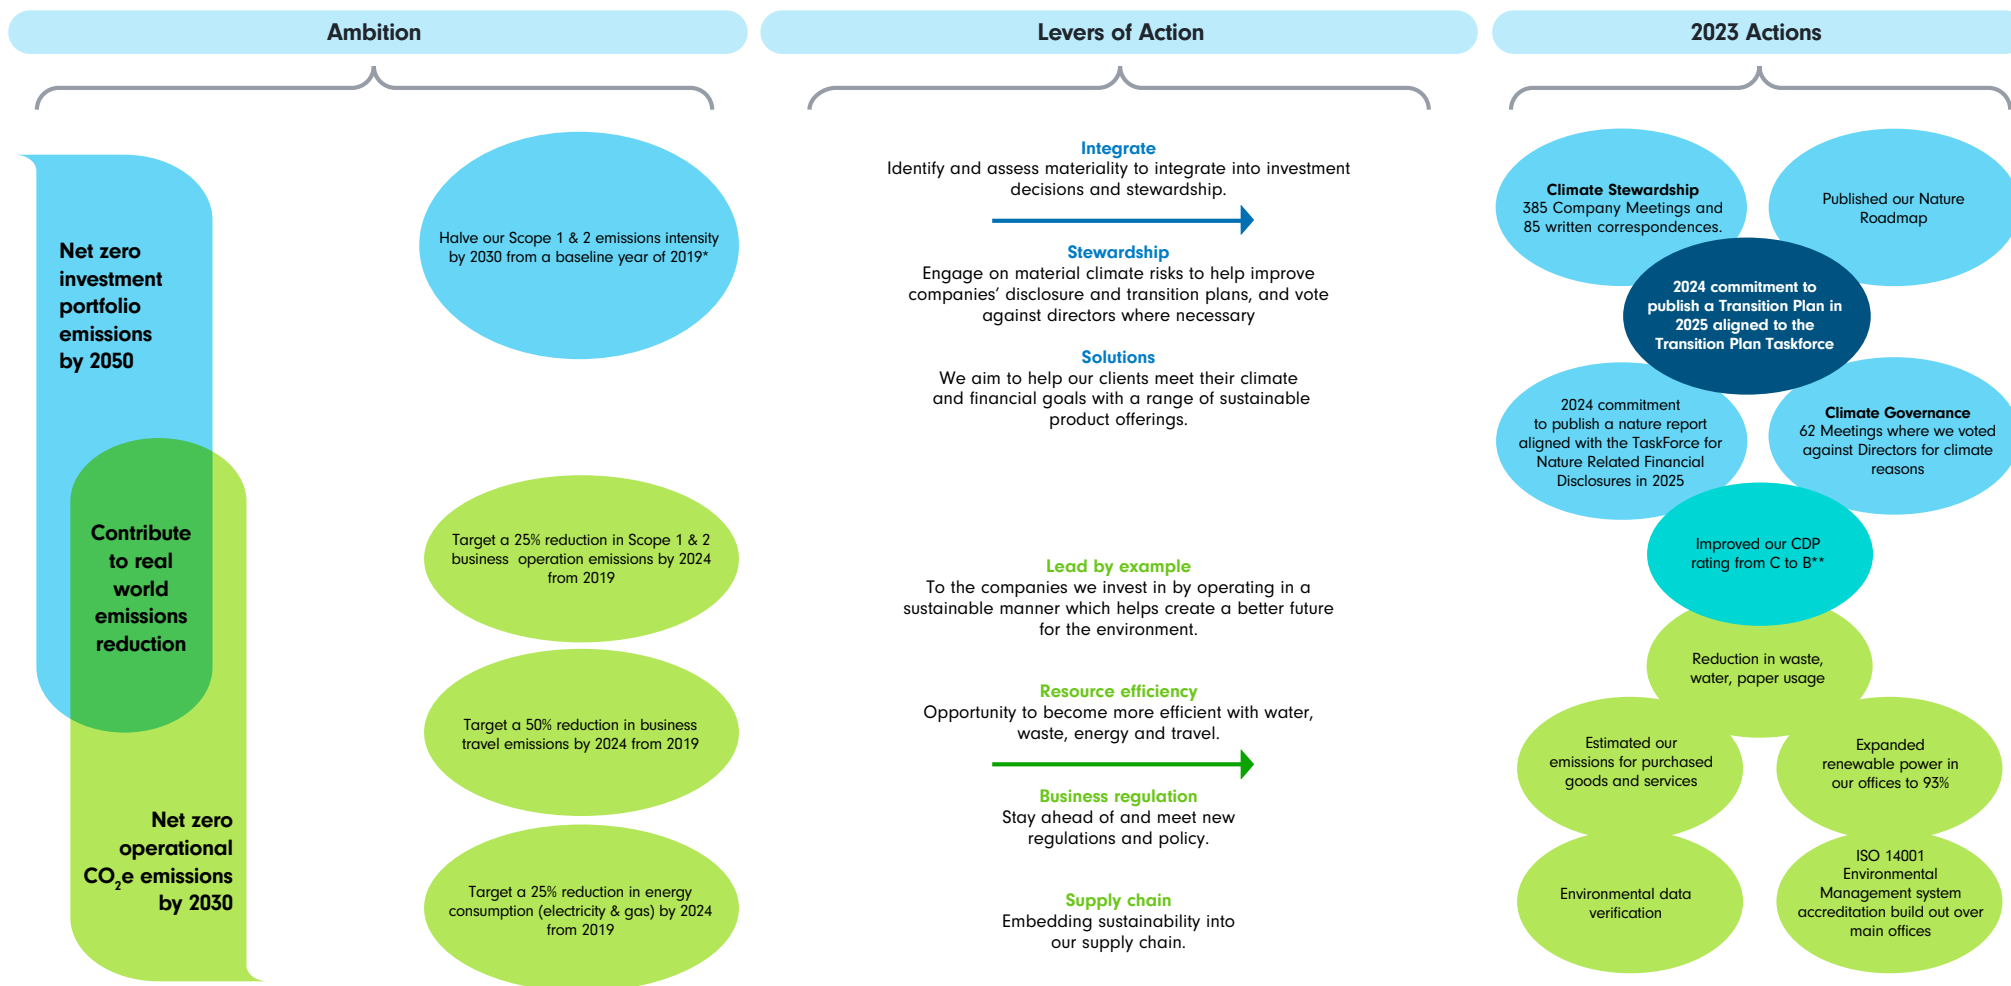 Ambition
Levers of Action
2023 Actions
Net zero
investment
portfolio
emissions
by 2050
Contribute
to real
world
emissions
reduction
Net zero
operational
CO₂e emissions
by 2030
Halve our Scope 1 & 2 emissions intensity
by 2030 from a baseline year of 2019*
Target a 25% reduction in Scope 1 & 2
business operation emissions by 2024
from 2019
Target a 50% reduction in business
travel emissions by 2024 from 2019
Target a 25% reduction in energy
consumption (electricity & gas) by 2024
from 2019
Integrate
Identify and assess materiality to integrate into investment
decisions and stewardship.
Stewardship
Engage on material climate risks to help improve
companies’ disclosure and transition plans, and vote
against directors where necessary
Solutions
We aim to help our clients meet their climate
and financial goals with a range of sustainable
product offerings.
Lead by example
To the companies we invest in by operating in a
sustainable manner which helps create a better future
for the environment.
Resource efficiency
Opportunity to become more efficient with water,
waste, energy and travel.
Business regulation
Stay ahead of and meet new
regulations and policy.
Supply chain
Embedding sustainability into
our supply chain.
Climate Stewardship
385 Company Meetings and
85 written correspondences.
Published our Nature
Roadmap
2024 commitment to
publish a Transition Plan in
2025 aligned to the
Transition Plan Taskforce
2024 commitment
to publish a nature report
aligned with the TaskForce for
Nature Related Financial
Disclosures in 2025
Climate Governance
62 Meetings where we voted
against Directors for climate
reasons
Improved our CDP
rating from C to B**
Reduction in waste,
water, paper usage
Estimated our
emissions for purchased
goods and services
Expanded
renewable power in
our offices to 93%
Environmental data
verification
ISO 14001
Environmental
Management system
accreditation build out over
main offices